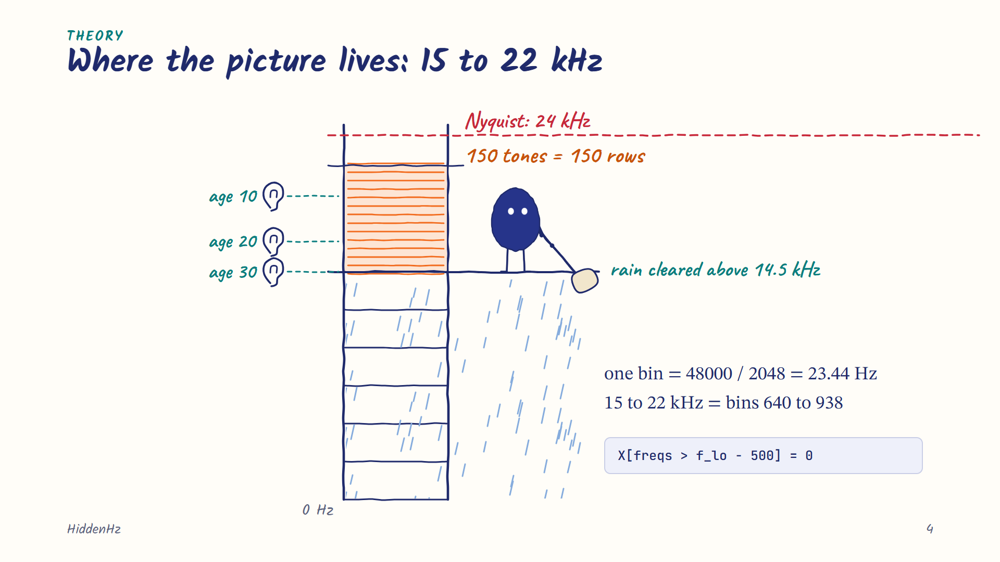 THEORY
Where the picture lives: 15 to 22 kHz
Nyquist: 24 kHz
150 tones = 150 rows
age 10
age 20
age 30
rain cleared above 14.5 kHz
one bin = 48000 / 2048 = 23.44 Hz
15 to 22 kHz = bins 640 to 938
X[freqs > f_lo - 500] = 0
0 Hz
HiddenHz
4